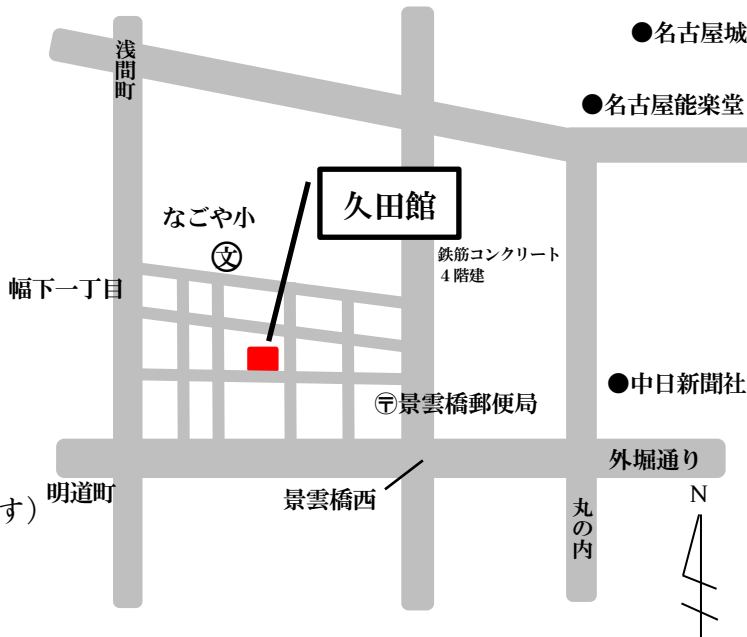 ●名古屋城
浅間町
●名古屋能楽堂
久田館
なごや小
文
鉄筋コンクリート
4階建
幅下一丁目
●中日新聞社
〒景雲橋郵便局
外堀通り
明道町
景雲橋西
す）
丸の内
N